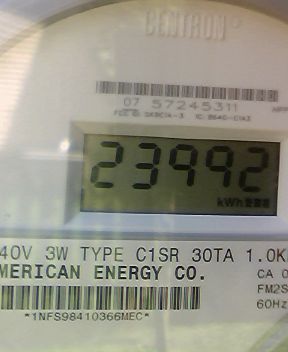 CENTRON
07 57245311
23992
kWh
40V 3W TYPE C1SR 30TA 1.0K
MERICAN ENERGY CO.
CA 0
FM2S
60Hz
*1NFS98410366MEC*